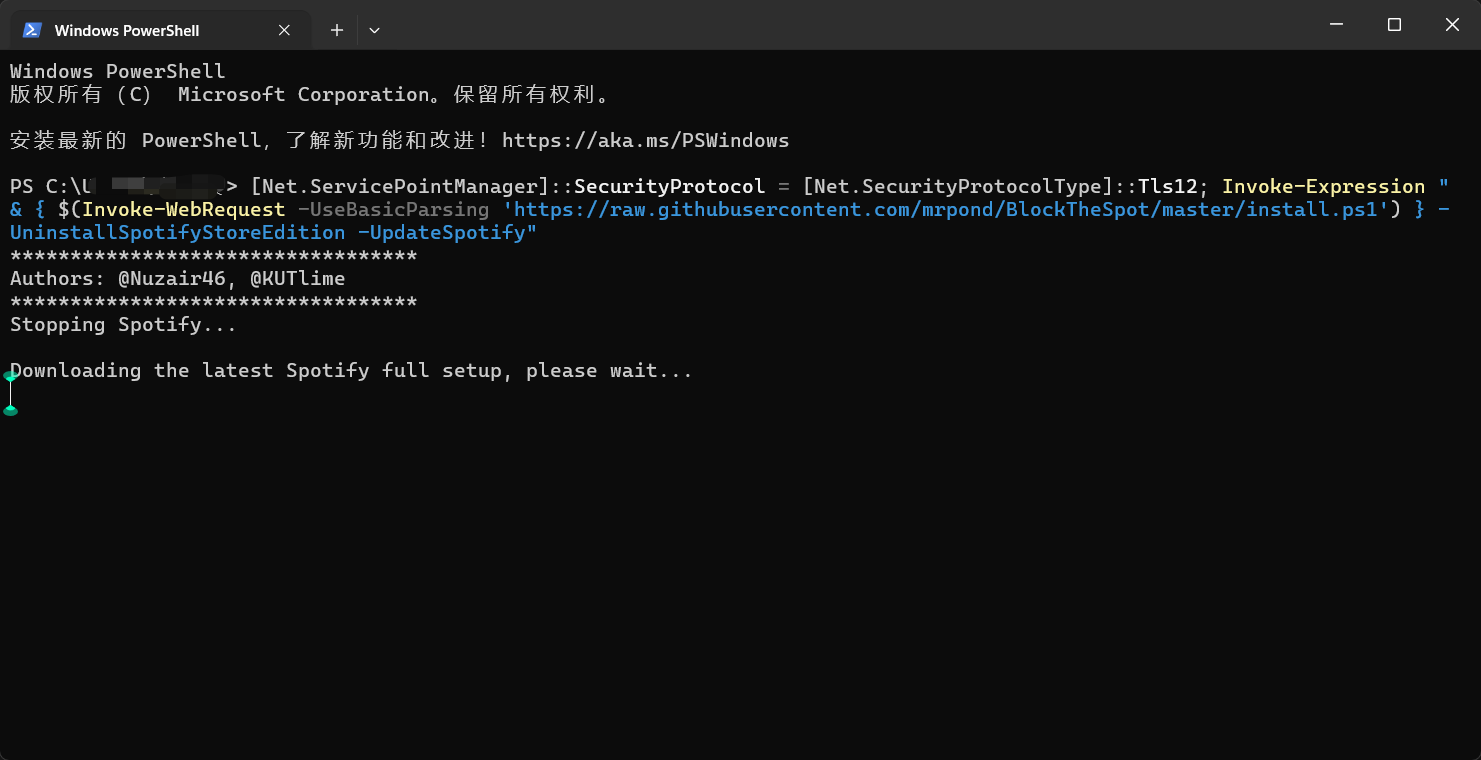 Windows PowerShell
Windows PowerShell
版权所有（C） Microsoft Corporation。保留所有权利。
安装最新的 PowerShell，了解新功能和改进！https://aka.ms/PSWindows
PS C:\U > [Net.ServicePointManager]::SecurityProtocol = [Net.SecurityProtocolType]::Tls12; Invoke-Expression "
& { $(Invoke-WebRequest -UseBasicParsing 'https://raw.githubusercontent.com/mrpond/BlockTheSpot/master/install.ps1') } -
UninstallSpotifyStoreEdition -UpdateSpotify"
**********************************
Authors: @Nuzair46, @KUTlime
**********************************
Stopping Spotify...
Downloading the latest Spotify full setup, please wait...